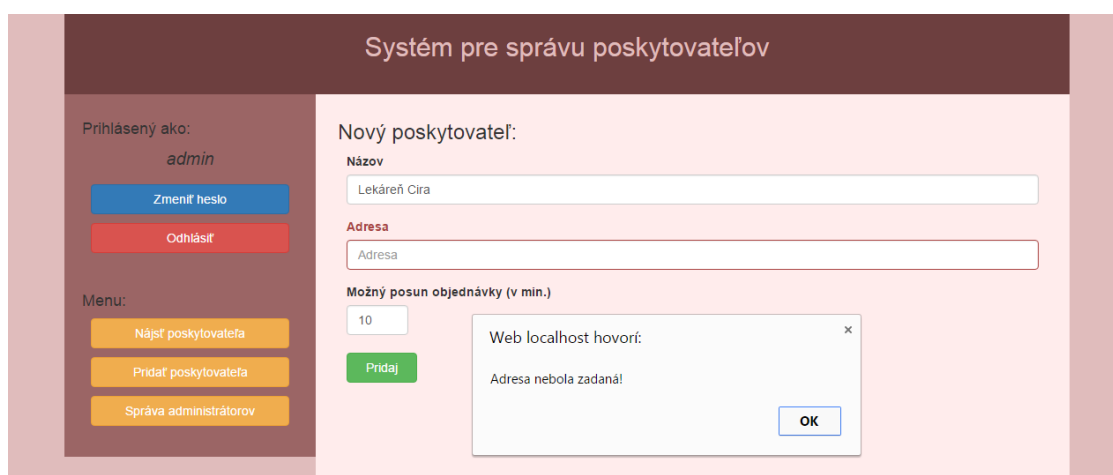 Systém pre správu poskytovateľov
Prihlásený ako:
admin
Zmeniť heslo
Odhlásiť
Menu:
Nájsť poskytovateľa
Pridať poskytovateľa
Správa administrátorov
Nový poskytovateľ:
Názov
Lekáreň Cira
Adresa
Adresa
Možný posun objednávky (v min.)
10
Pridaj
Web localhost hovorí:
×
Adresa nebola zadaná!
OK